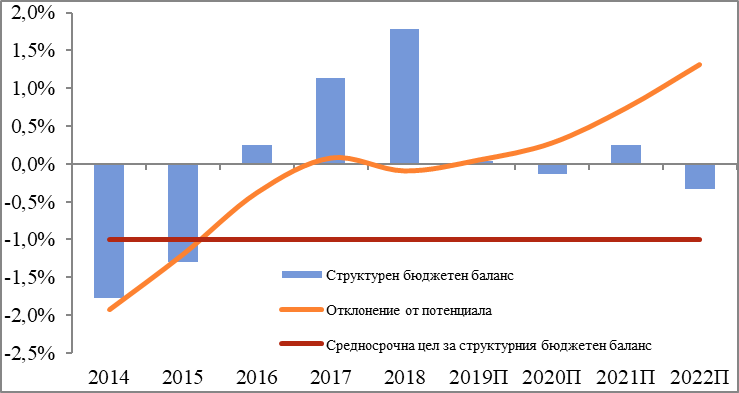 2,0%
1,5%
1,0%
0,5%
0,0%
-0,5%
-1,0%
-1,5%
-2,0%
-2,5%
Структурен бюджетен баланс
Отклонение от потенциала
Средносрочна цел за структурния бюджетен баланс
2014 2015 2016 2017 2018 2019П 2020П 2021П 2022П